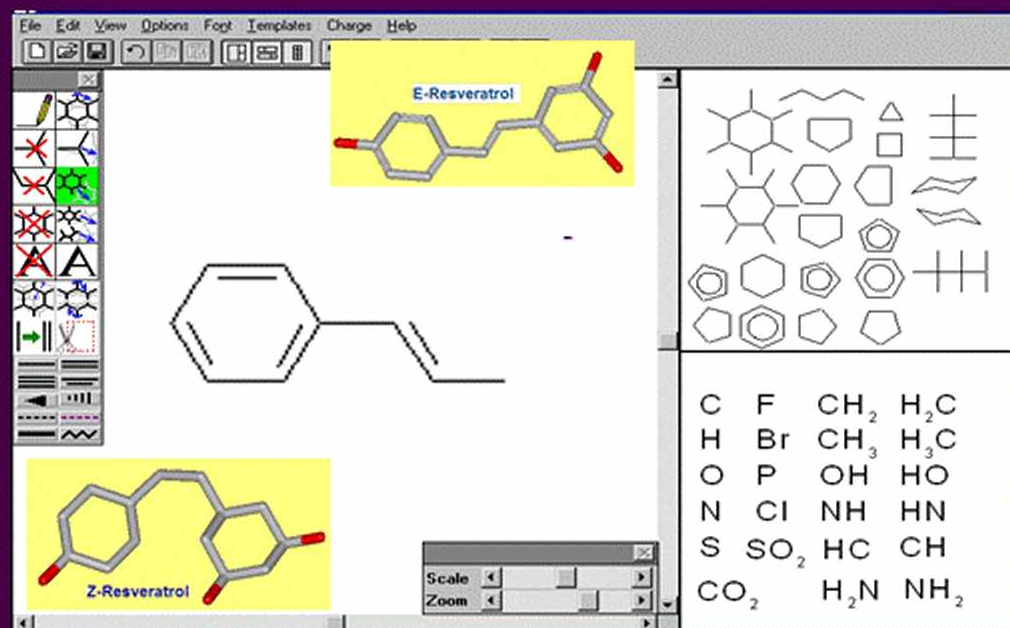 File Edit View Options Font Templates Charge Help
E-Resveratrol
A A
Z-Resveratrol
Scale
Zoom
C F CH₂ H₂C
H Br CH₃ H₃C
O P OH HO
N Cl NH HN
S SO₂ HC CH
CO₂ H₂N NH₂